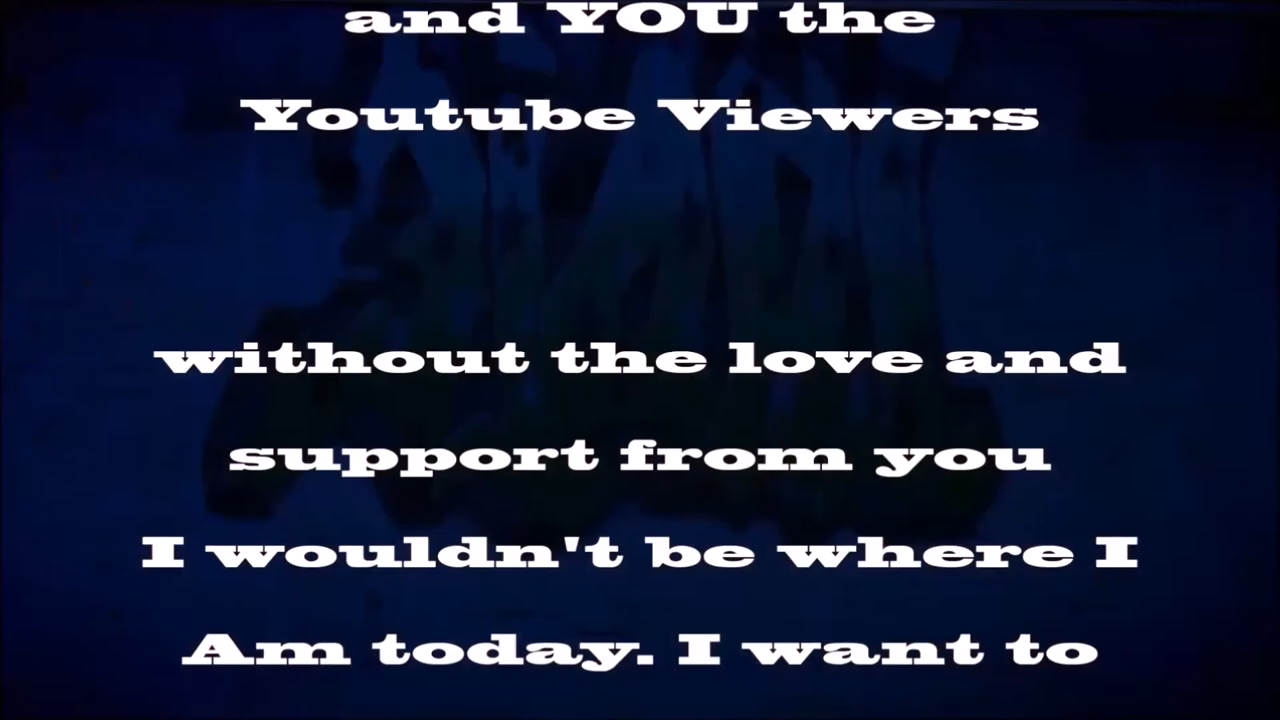 and YOU the
Youtube Viewers
without the love and
support from you
I wouldn't be where I
Am today. I want to